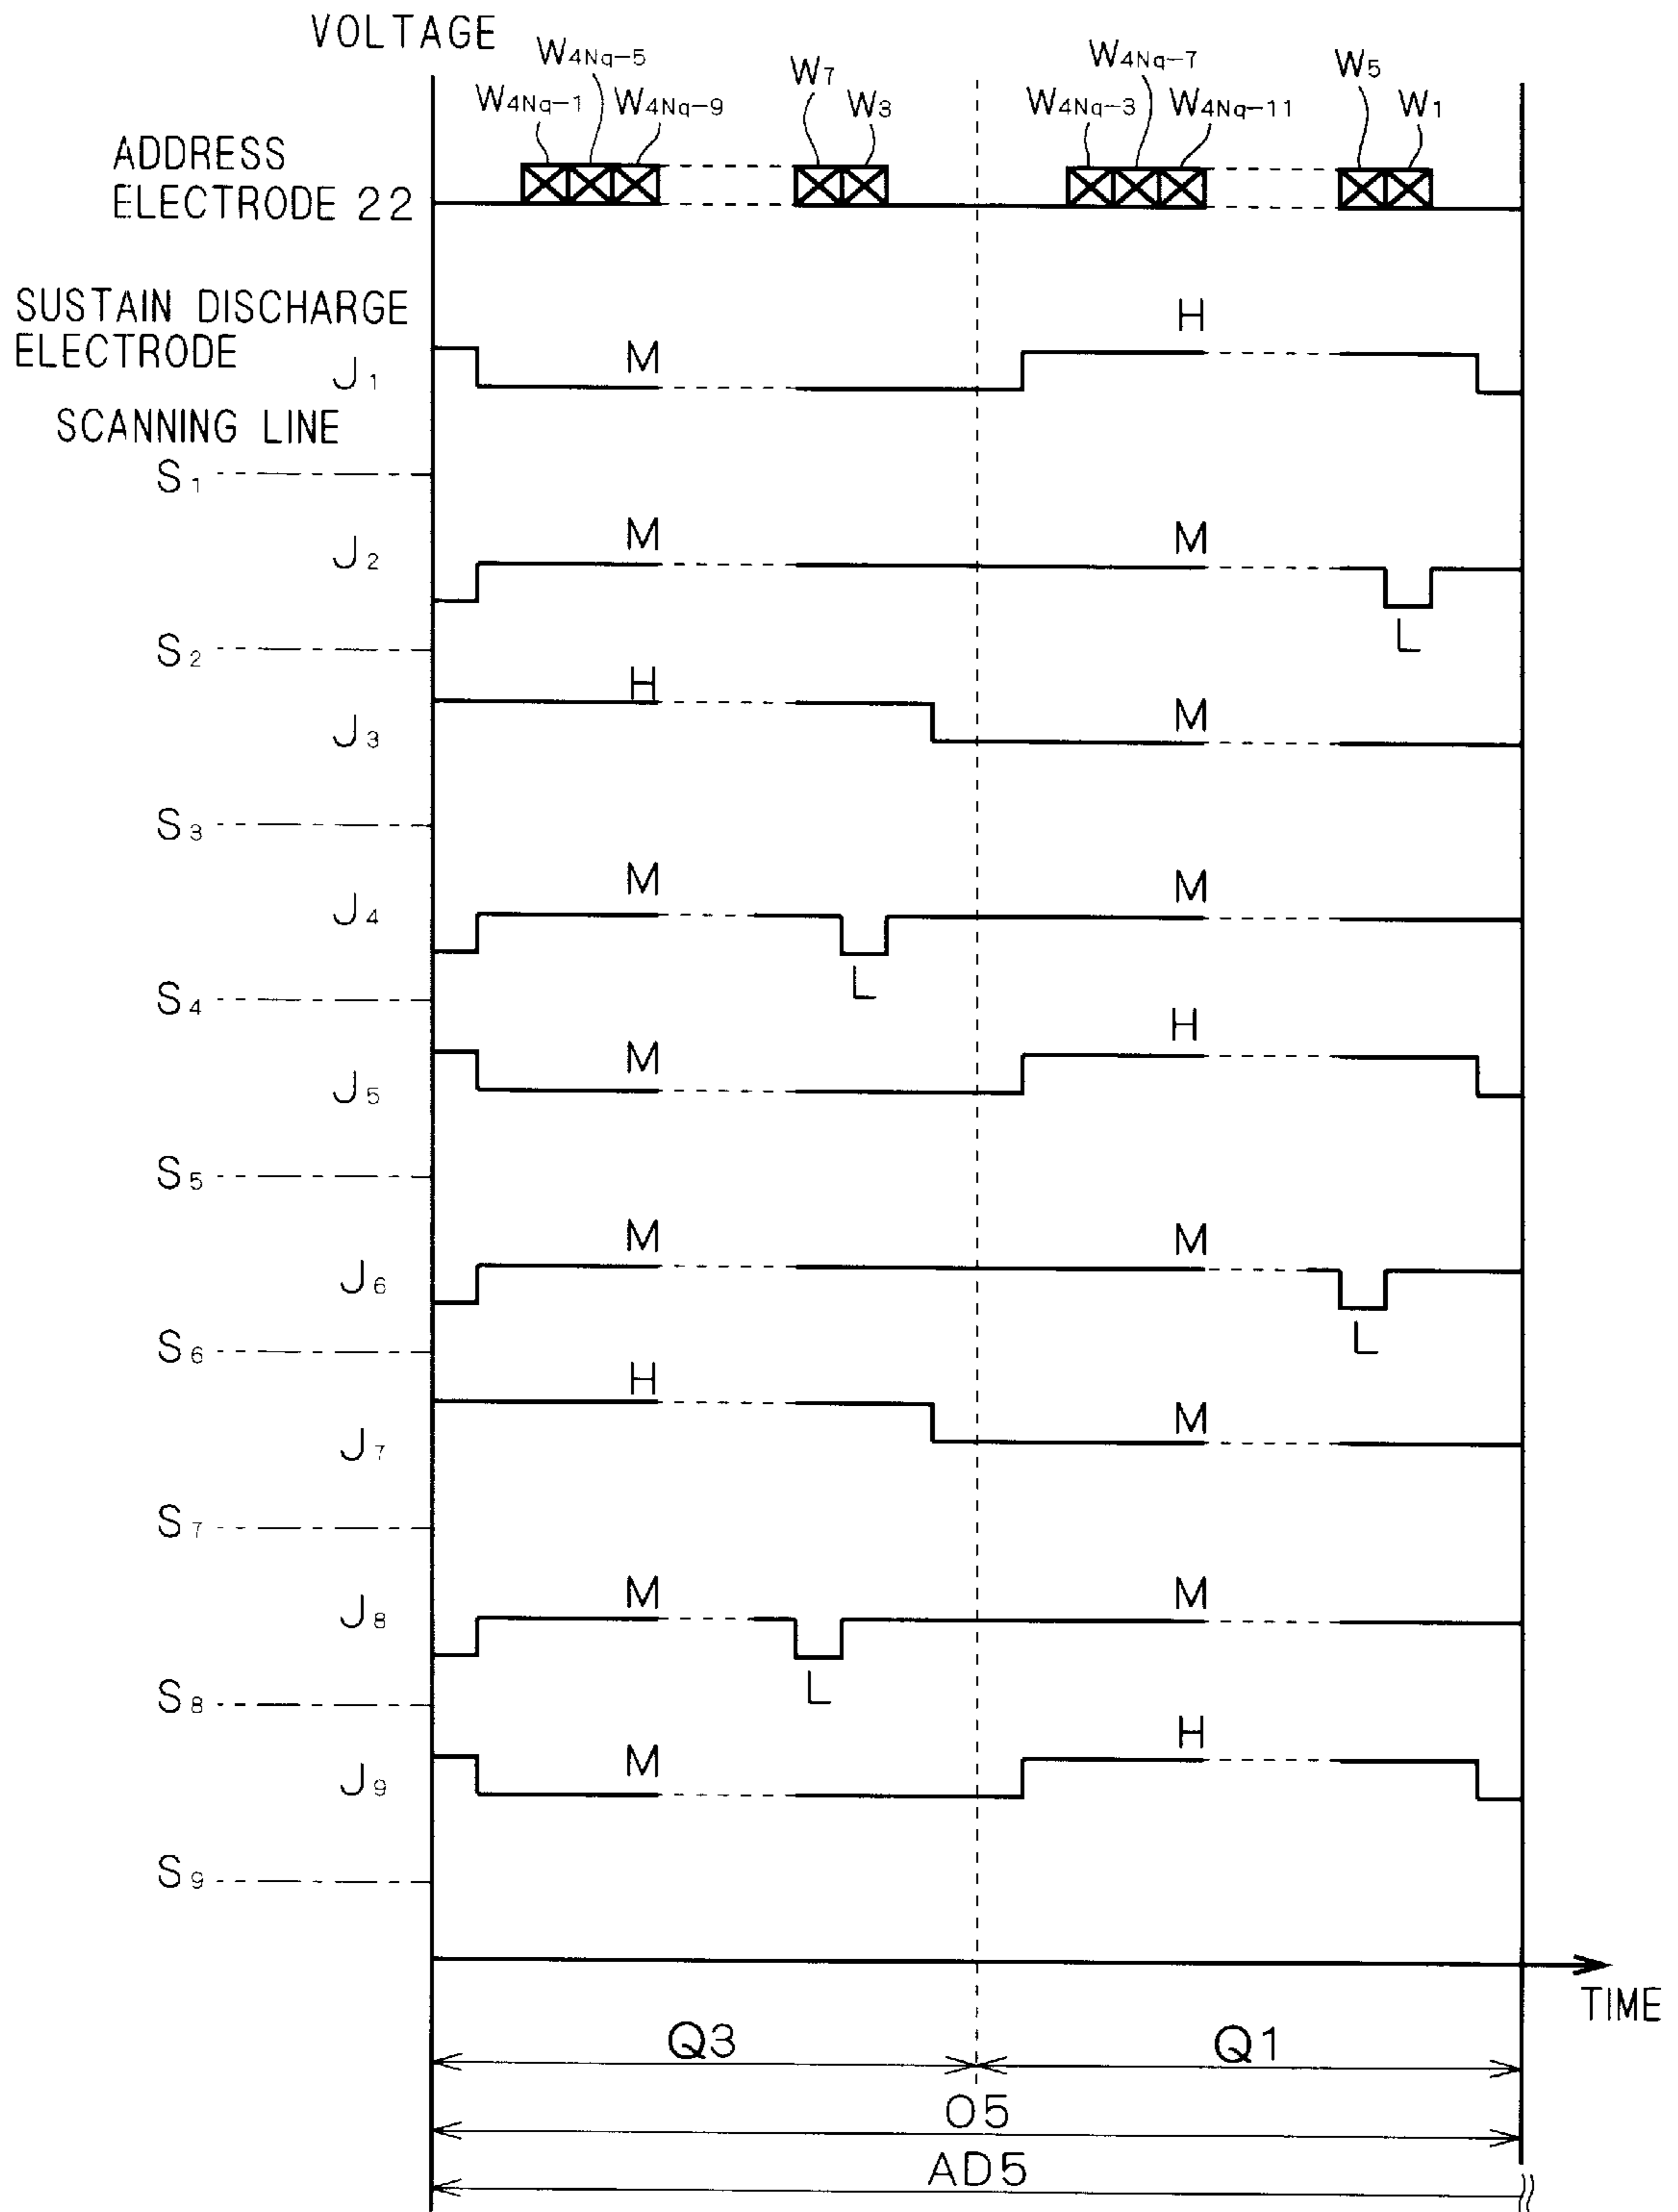 VOLTAGE
W4Nq-5
W4Nq-1 W4Nq-9
W7
W3
W4Nq-7
W4Nq-3 W4Nq-11
W5
W1
ADDRESS
ELECTRODE 22
SUSTAIN DISCHARGE
ELECTRODE
H
J1
M
SCANNING LINE
S1
J2
M
M
L
S2
H
J3
M
S3
J4
M
M
L
S4
H
J5
M
S5
J6
M
M
L
S6
H
J7
M
S7
J8
M
M
L
S8
H
J9
M
S9
TIME
Q3
Q1
O5
AD5